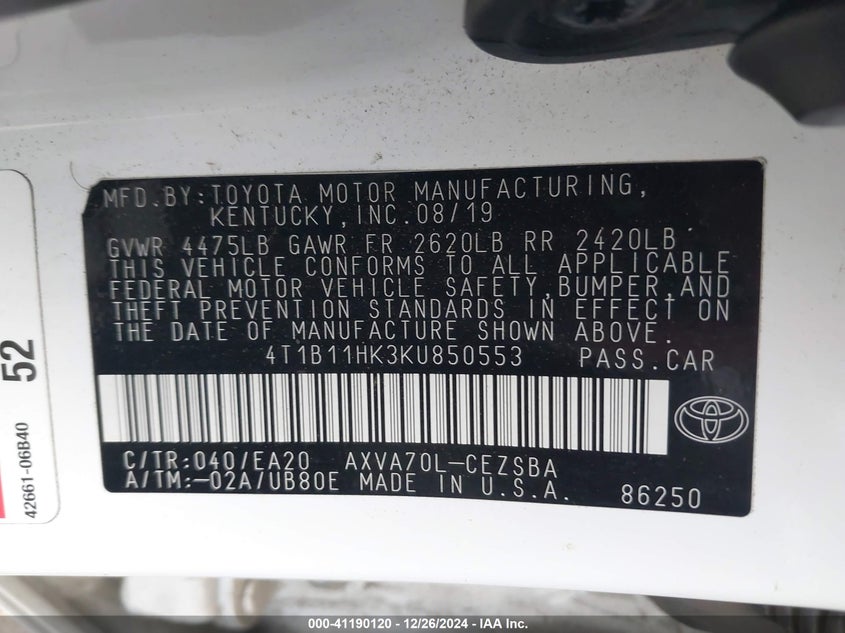 MFD.BY:TOYOTA MOTOR MANUFACTURING,
KENTUCKY,INC.08/19
GVWR 4475LB GAWR FR 2620LB RR 2420LB
THIS VEHICLE CONFORMS TO ALL APPLICABLE
FEDERAL MOTOR VEHICLE SAFETY,BUMPER,AND
THEFT PREVENTION STANDARDS IN EFFECT ON
THE DATE OF MANUFACTURE SHOWN ABOVE.
4T1B11HK3KU850553 PASS.CAR
C/TR:040/EA20 AXVA70L-CEZSBA
A/TM:-02A/UB80E MADE IN U.S.A. 86250
52
42661-06B40
000-41190120 • 12/26/2024 - IAA Inc.